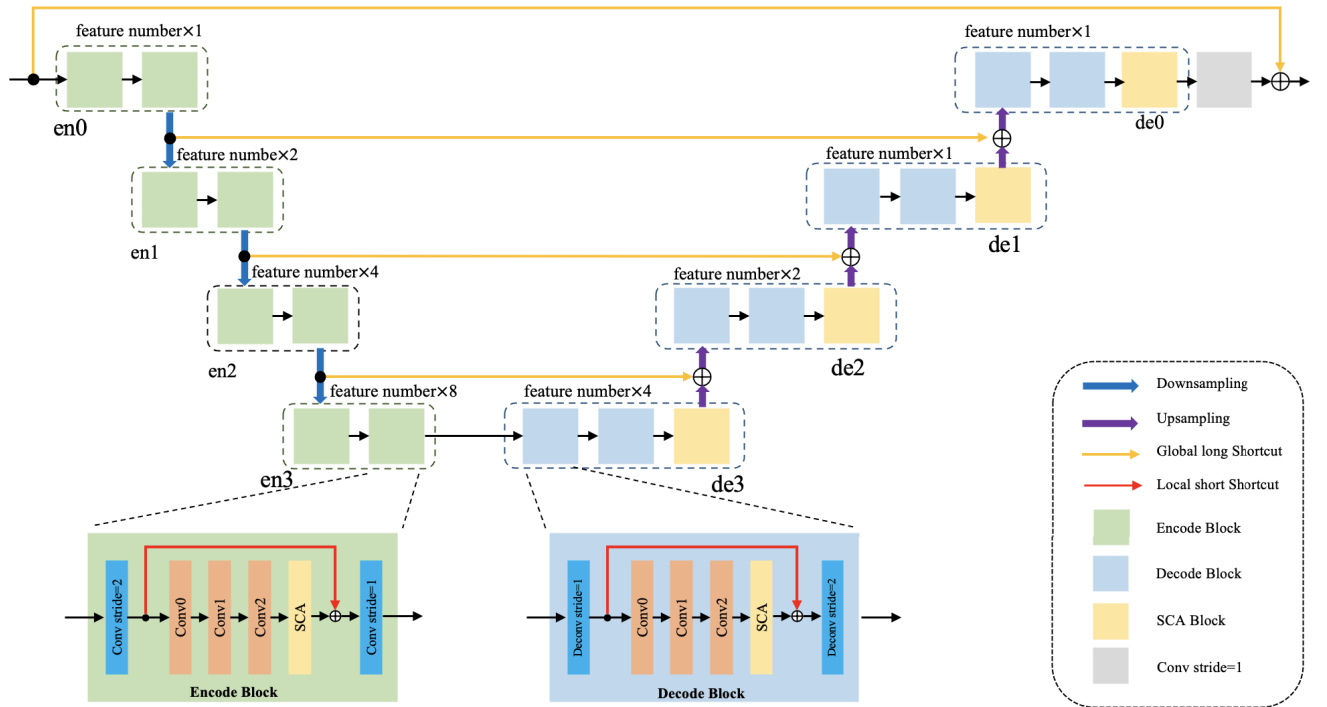 feature number×1
feature number×1
en0
de0
feature numbe×2
feature number×1
en1
de1
feature number×4
feature number×2
en2
de2
feature number×8
feature number×4
en3
de3
Conv stride=2
Conv0
Conv1
Conv2
SCA
Conv stride=1
Encode Block
Deconv stride=1
Conv0
Conv1
Conv2
SCA
Deconv stride=2
Decode Block
Downsampling
Upsampling
Global long Shortcut
Local short Shortcut
Encode Block
Decode Block
SCA Block
Conv stride=1